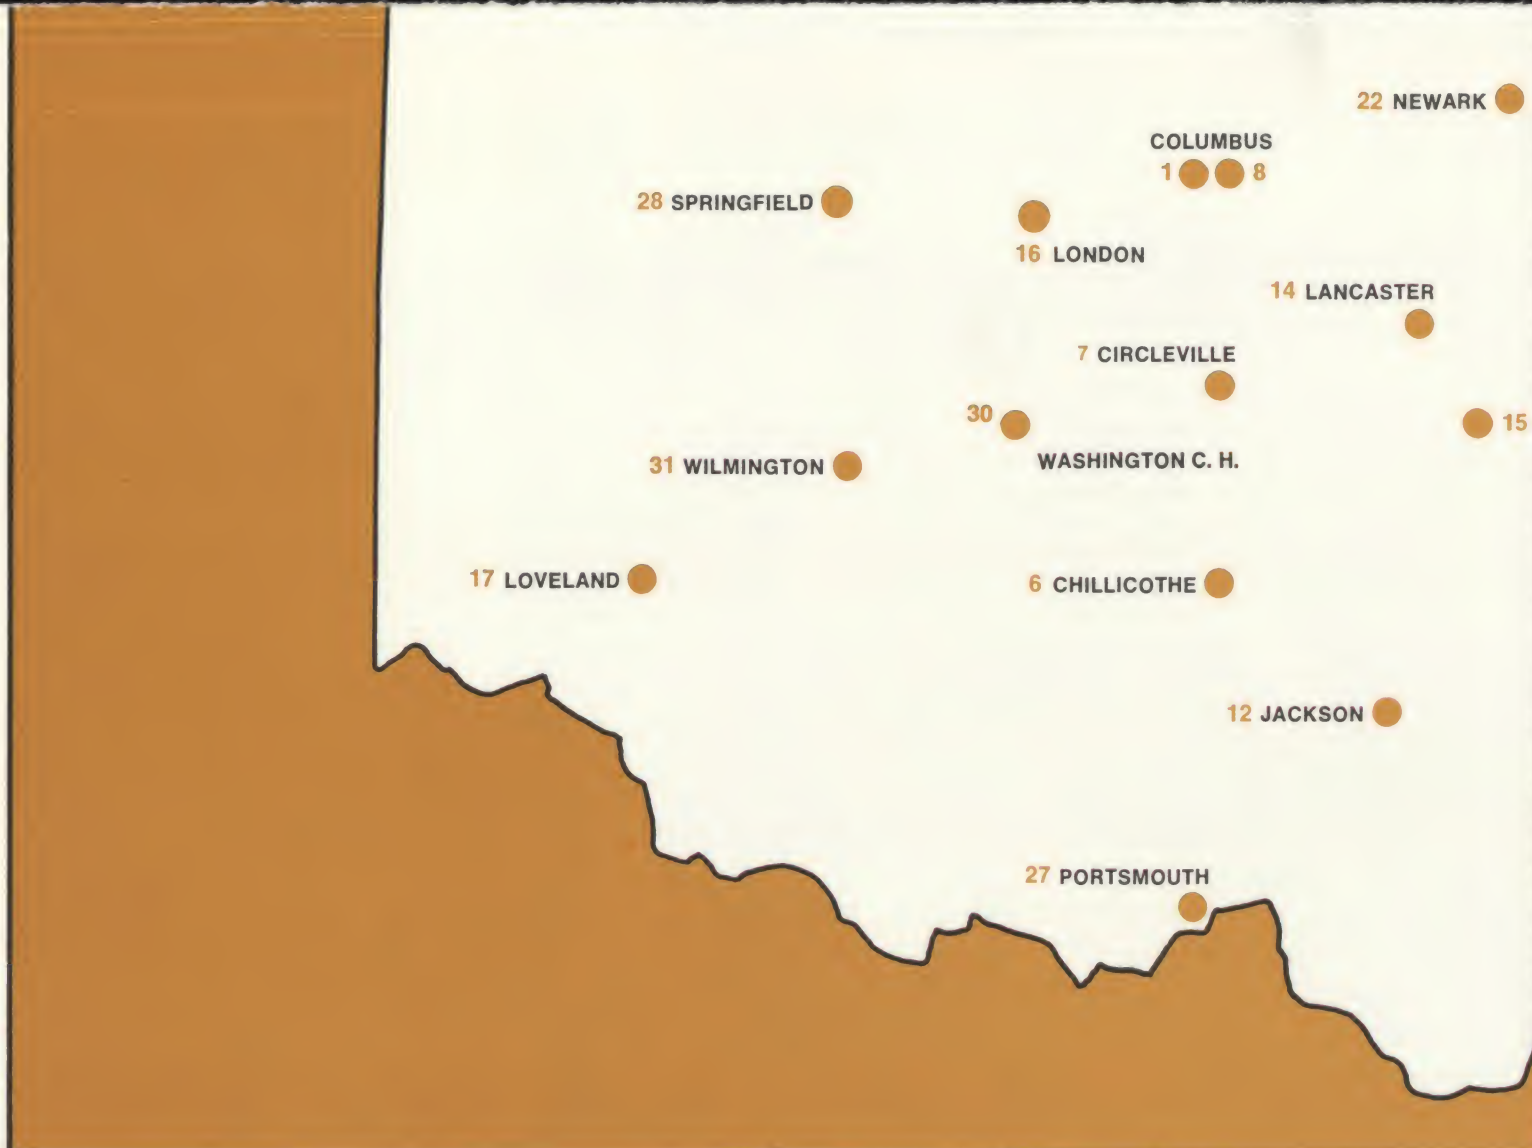 22 NEWARK
COLUMBUS
1 8
28 SPRINGFIELD
16 LONDON
14 LANCASTER
7 CIRCLEVILLE
30
WASHINGTON C. H.
15
31 WILMINGTON
17 LOVELAND
6 CHILLICOTHE
12 JACKSON
27 PORTSMOUTH